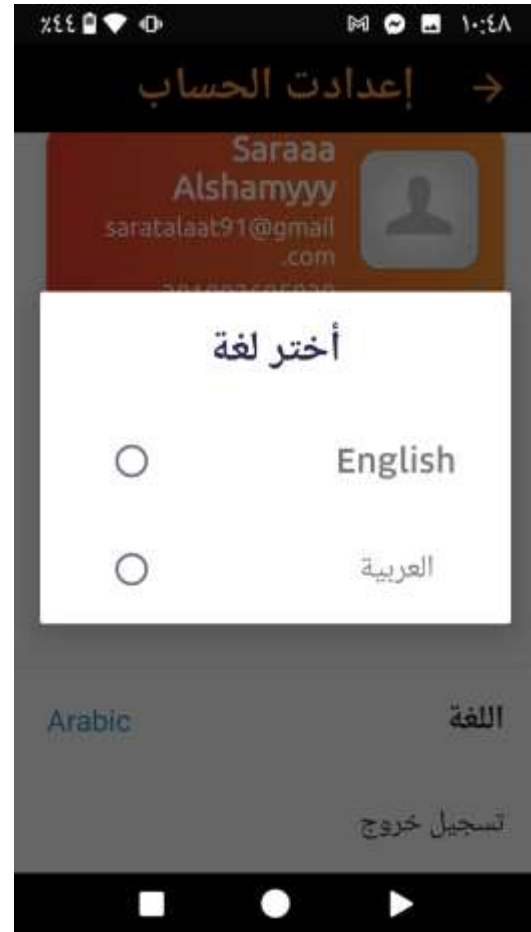 ١٠:٤٨
٪٤٤
إعدادت الحساب
Saraaa
Alshamyyy
saratalaat91@gmail
.com
أختر لغة
English
العربية
اللغة
Arabic
تسجيل خروج